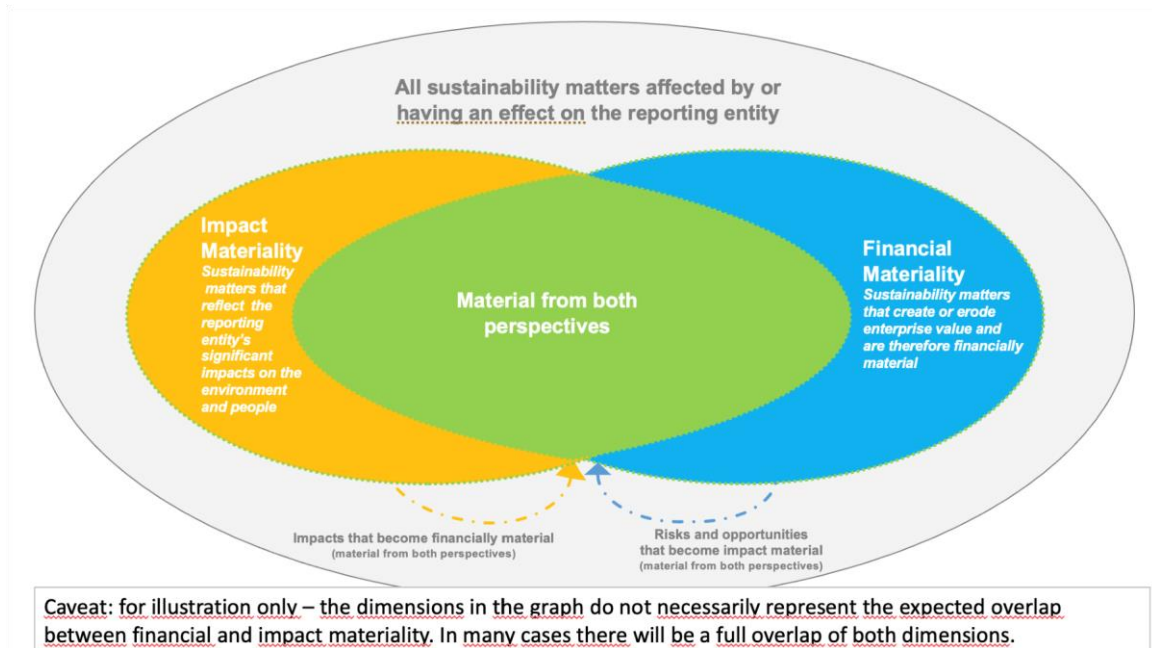 All sustainability matters affected by or
having an effect on the reporting entity
Impact
Materiality
Sustainability
matters that
reflect the
reporting
entity's
significant
impacts on the
environment
and people
Material from both
perspectives
Financial
Materiality
Sustainability matters
that create or erode
enterprise value and
are therefore financially
material
Impacts that become financially material
(material from both perspectives)
Risks and opportunities
that become impact material
(material from both perspectives)
Caveat: for illustration only – the dimensions in the graph do not necessarily represent the expected overlap
between financial and impact materiality. In many cases there will be a full overlap of both dimensions.